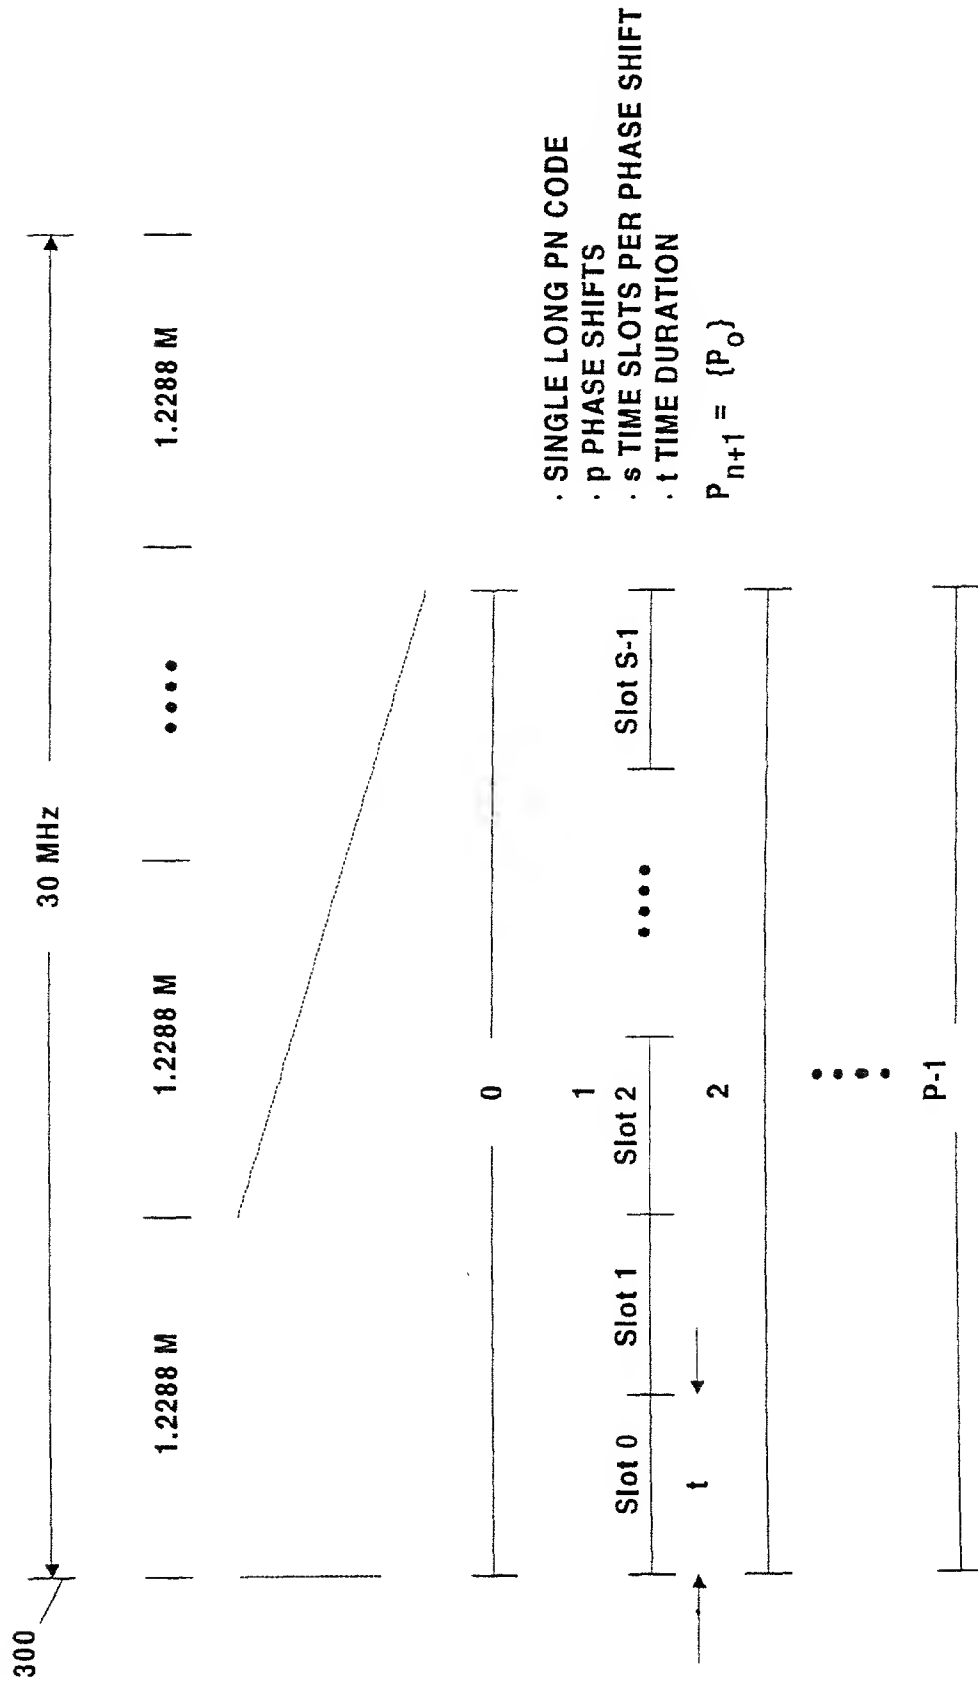 300
30 MHz
1.2288 M 1.2288 M •••• 1.2288 M
0
1
Slot 0 Slot 1 Slot 2 •••• Slot S-1
t
2
••••
P-1
· SINGLE LONG PN CODE
· p PHASE SHIFTS
· s TIME SLOTS PER PHASE SHIFT
· t TIME DURATION
P_{n+1} = {P_o}